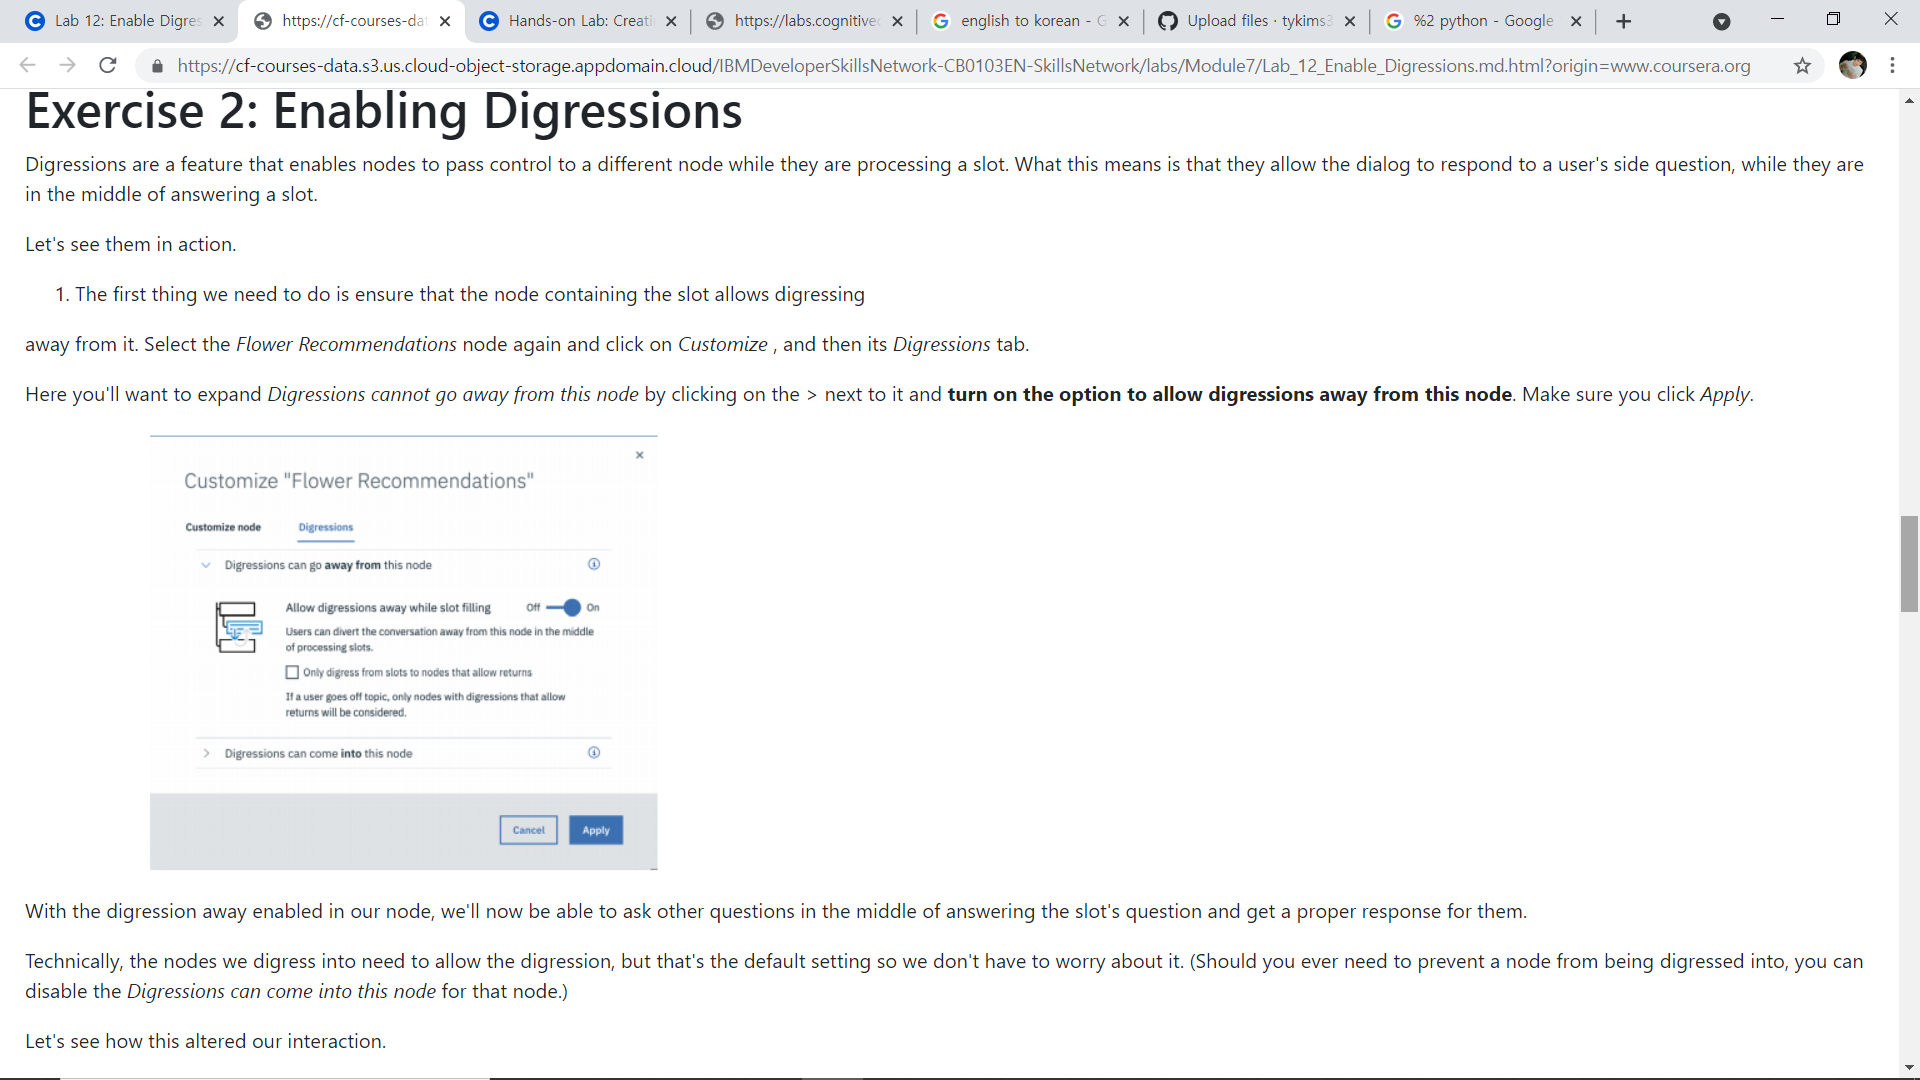 Lab 12: Enable Digres
https://cf-courses-dat
Hands-on Lab: Creati
https://labs.cognitivec
english to korean - G
Upload files · tykims3
%2 python - Google
https://cf-courses-data.s3.us.cloud-object-storage.appdomain.cloud/IBMDeveloperSkillsNetwork-CB0103EN-SkillsNetwork/labs/Module7/Lab_12_Enable_Digressions.md.html?origin=www.coursera.org
Exercise 2: Enabling Digressions
Digressions are a feature that enables nodes to pass control to a different node while they are processing a slot. What this means is that they allow the dialog to respond to a user's side question, while they are
in the middle of answering a slot.
Let's see them in action.
1. The first thing we need to do is ensure that the node containing the slot allows digressing
away from it. Select the Flower Recommendations node again and click on Customize , and then its Digressions tab.
Here you'll want to expand Digressions cannot go away from this node by clicking on the > next to it and turn on the option to allow digressions away from this node. Make sure you click Apply.
Customize "Flower Recommendations"
Customize node Digressions
Digressions can go away from this node
Allow digressions away while slot filling Off On
Users can divert the conversation away from this node in the middle
of processing slots.
Only digress from slots to nodes that allow returns
If a user goes off topic, only nodes with digressions that allow
returns will be considered.
Digressions can come into this node
Cancel Apply
With the digression away enabled in our node, we'll now be able to ask other questions in the middle of answering the slot's question and get a proper response for them.
Technically, the nodes we digress into need to allow the digression, but that's the default setting so we don't have to worry about it. (Should you ever need to prevent a node from being digressed into, you can
disable the Digressions can come into this node for that node.)
Let's see how this altered our interaction.